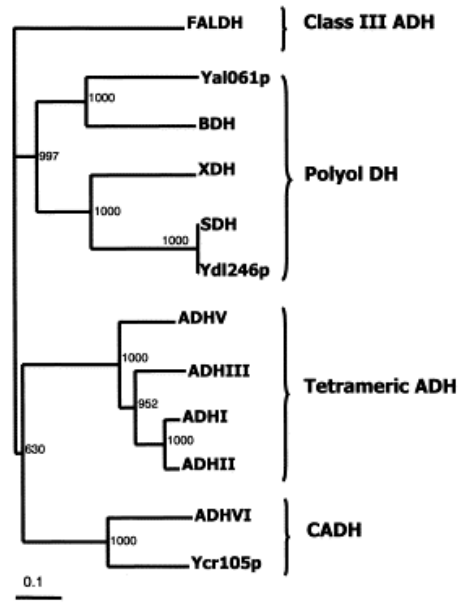 FALDH
Class III ADH
Yal061p
1000
BDH
997
XDH
Polyol DH
1000
SDH
1000
Ydl246p
ADHV
1000
ADHIII
Tetrameric ADH
952
ADHI
1000
630
ADHII
ADHVI
CADH
1000
Ycr105p
0.1